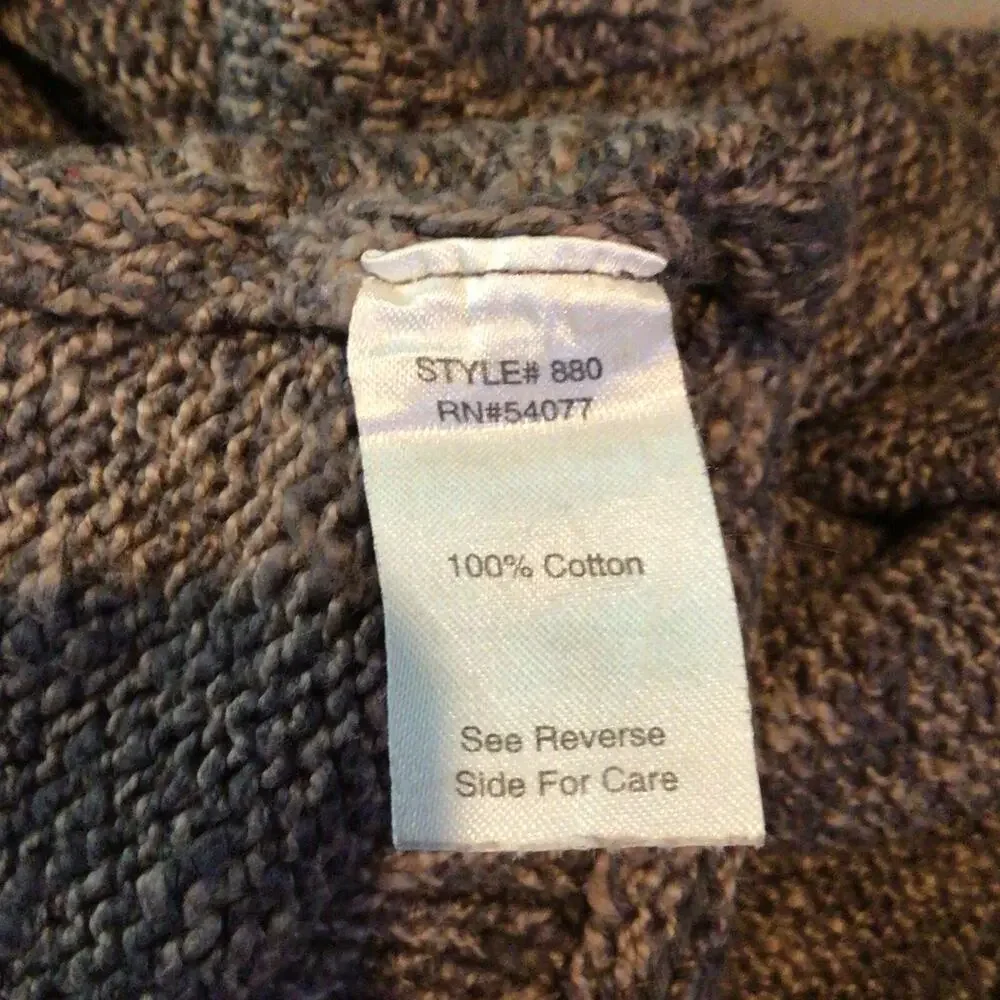 STYLE# 880
RN#54077
100% Cotton
See Reverse
Side For Care